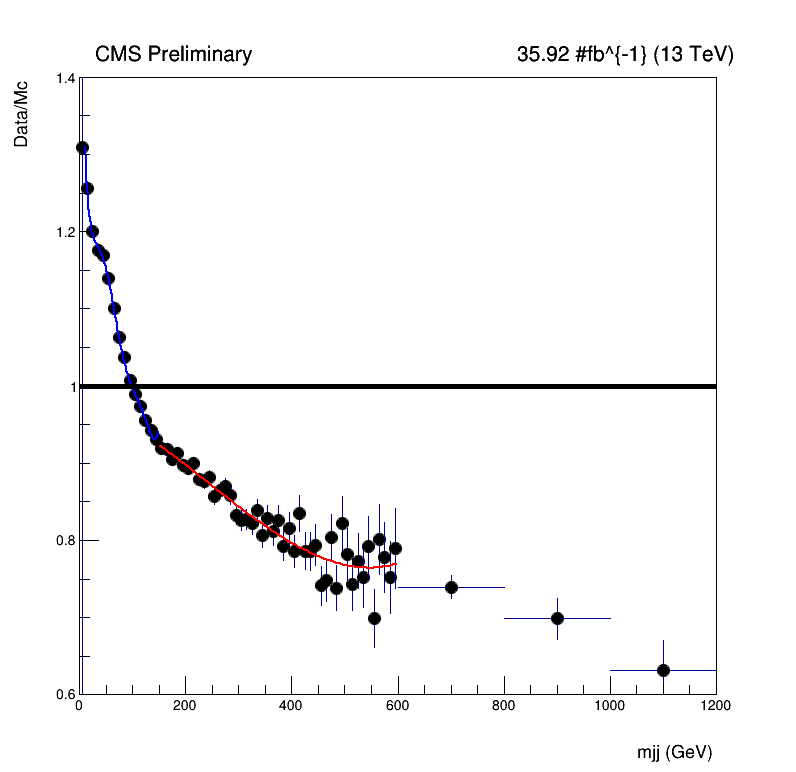 CMS Preliminary
35.92 #fb^{-1} (13 TeV)
Data/Mc
1.4
1.2
1
0.8
0.6
0 200 400 600 800 1000 1200
mjj (GeV)